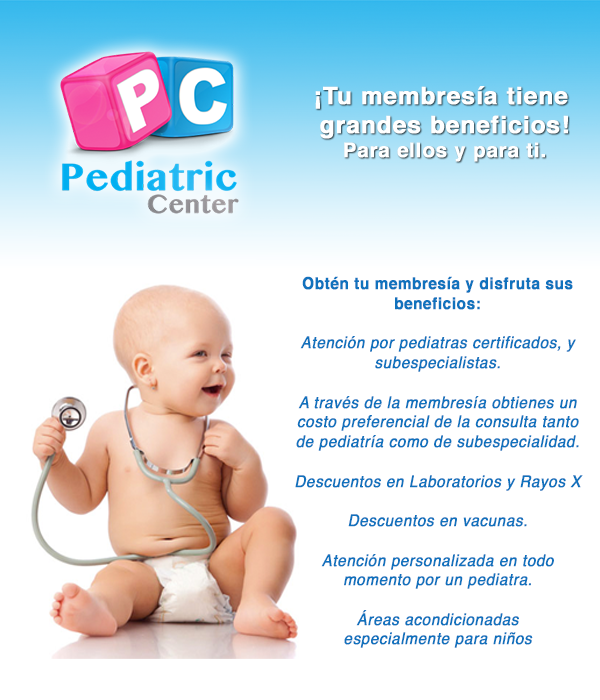 P C
Pediatric
Center
¡Tu membresía tiene
grandes beneficios!
Para ellos y para ti.
Obtén tu membresía y disfruta sus
beneficios:
Atención por pediatras certificados, y
subespecialistas.
A través de la membresía obtienes un
costo preferencial de la consulta tanto
de pediatría como de subespecialidad.
Descuentos en Laboratorios y Rayos X
Descuentos en vacunas.
Atención personalizada en todo
momento por un pediatra.
Áreas acondicionadas
especialmente para niños